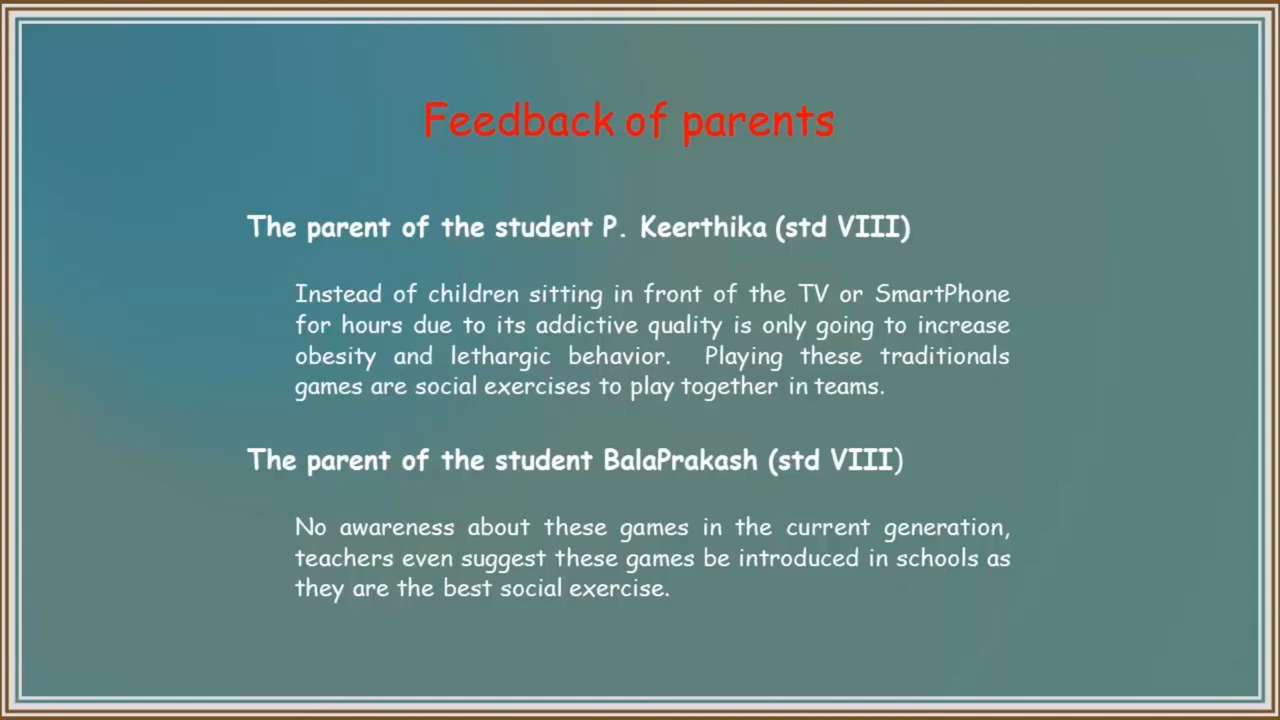 Feedback of parents
The parent of the student P. Keerthika (std VIII)
Instead of children sitting in front of the TV or SmartPhone
for hours due to its addictive quality is only going to increase
obesity and lethargic behavior. Playing these traditionals
games are social exercises to play together in teams.
The parent of the student BalaPrakash (std VIII)
No awareness about these games in the current generation,
teachers even suggest these games be introduced in schools as
they are the best social exercise.